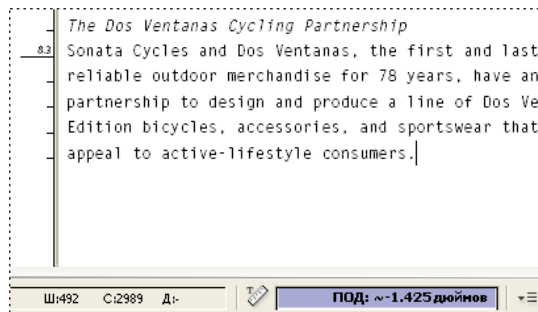 The Dos Ventanas Cycling Partnership
8.3
Sonata Cycles and Dos Ventanas, the first and last
reliable outdoor merchandise for 78 years, have an
partnership to design and produce a line of Dos Ve
Edition bicycles, accessories, and sportswear that
appeal to active-lifestyle consumers.
Ш:492 С:2989 Д:- ПОД: ~-1.425 дюймов